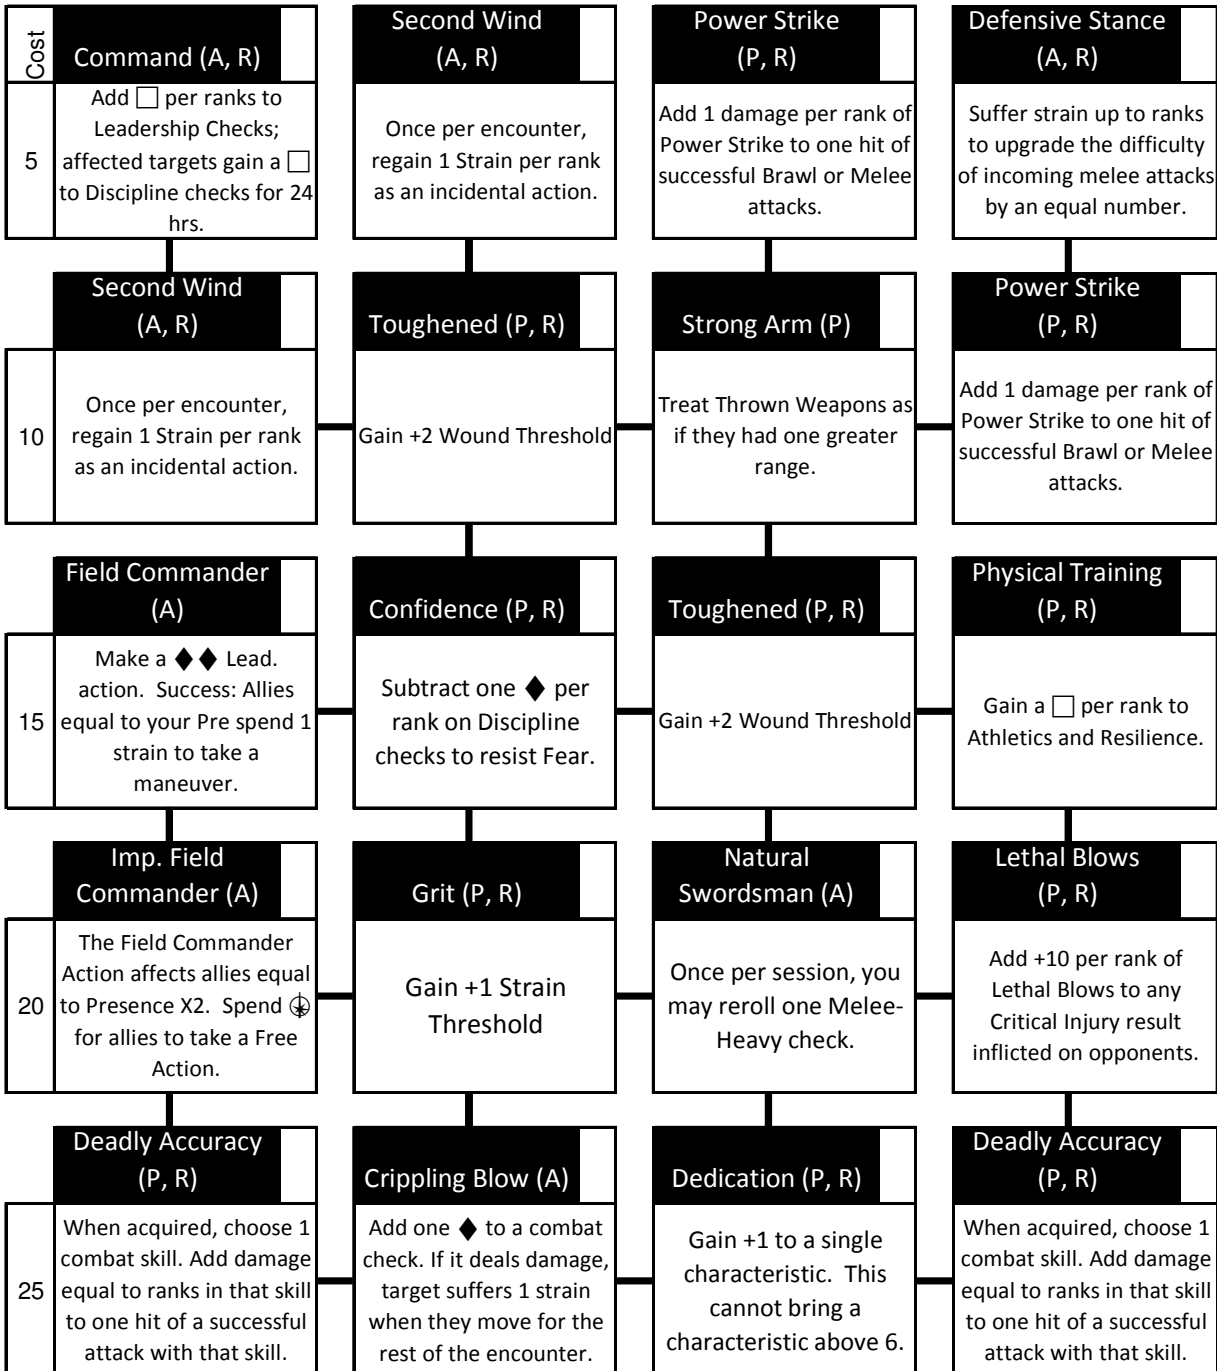 Cost
Command (A, R)
Second Wind
(A, R)
Power Strike
(P, R)
Defensive Stance
(A, R)
5
Add □ per ranks to
Leadership Checks;
affected targets gain a □
to Discipline checks for 24
hrs.
Once per encounter,
regain 1 Strain per rank
as an incidental action.
Add 1 damage per rank of
Power Strike to one hit of
successful Brawl or Melee
attacks.
Suffer strain up to ranks
to upgrade the difficulty
of incoming melee attacks
by an equal number.
Second Wind
(A, R)
Toughened (P, R)
Strong Arm (P)
Power Strike
(P, R)
10
Once per encounter,
regain 1 Strain per rank
as an incidental action.
Gain +2 Wound Threshold
Treat Thrown Weapons as
if they had one greater
range.
Add 1 damage per rank of
Power Strike to one hit of
successful Brawl or Melee
attacks.
Field Commander
(A)
Confidence (P, R)
Toughened (P, R)
Physical Training
(P, R)
15
Make a ♦♦ Lead.
action. Success: Allies
equal to your Pre spend 1
strain to take a
maneuver.
Subtract one ♦ per
rank on Discipline
checks to resist Fear.
Gain +2 Wound Threshold
Gain a □ per rank to
Athletics and Resilience.
Imp. Field
Commander (A)
Grit (P, R)
Natural
Swordsman (A)
Lethal Blows
(P, R)
20
The Field Commander
Action affects allies equal
to Presence X2. Spend
for allies to take a Free
Action.
Gain +1 Strain
Threshold
Once per session, you
may reroll one Melee-
Heavy check.
Add +10 per rank of
Lethal Blows to any
Critical Injury result
inflicted on opponents.
Deadly Accuracy
(P, R)
Crippling Blow (A)
Dedication (P, R)
Deadly Accuracy
(P, R)
25
When acquired, choose 1
combat skill. Add damage
equal to ranks in that skill
to one hit of a successful
attack with that skill.
Add one ♦ to a combat
check. If it deals damage,
target suffers 1 strain
when they move for the
rest of the encounter.
Gain +1 to a single
characteristic. This
cannot bring a
characteristic above 6.
When acquired, choose 1
combat skill. Add damage
equal to ranks in that skill
to one hit of a successful
attack with that skill.